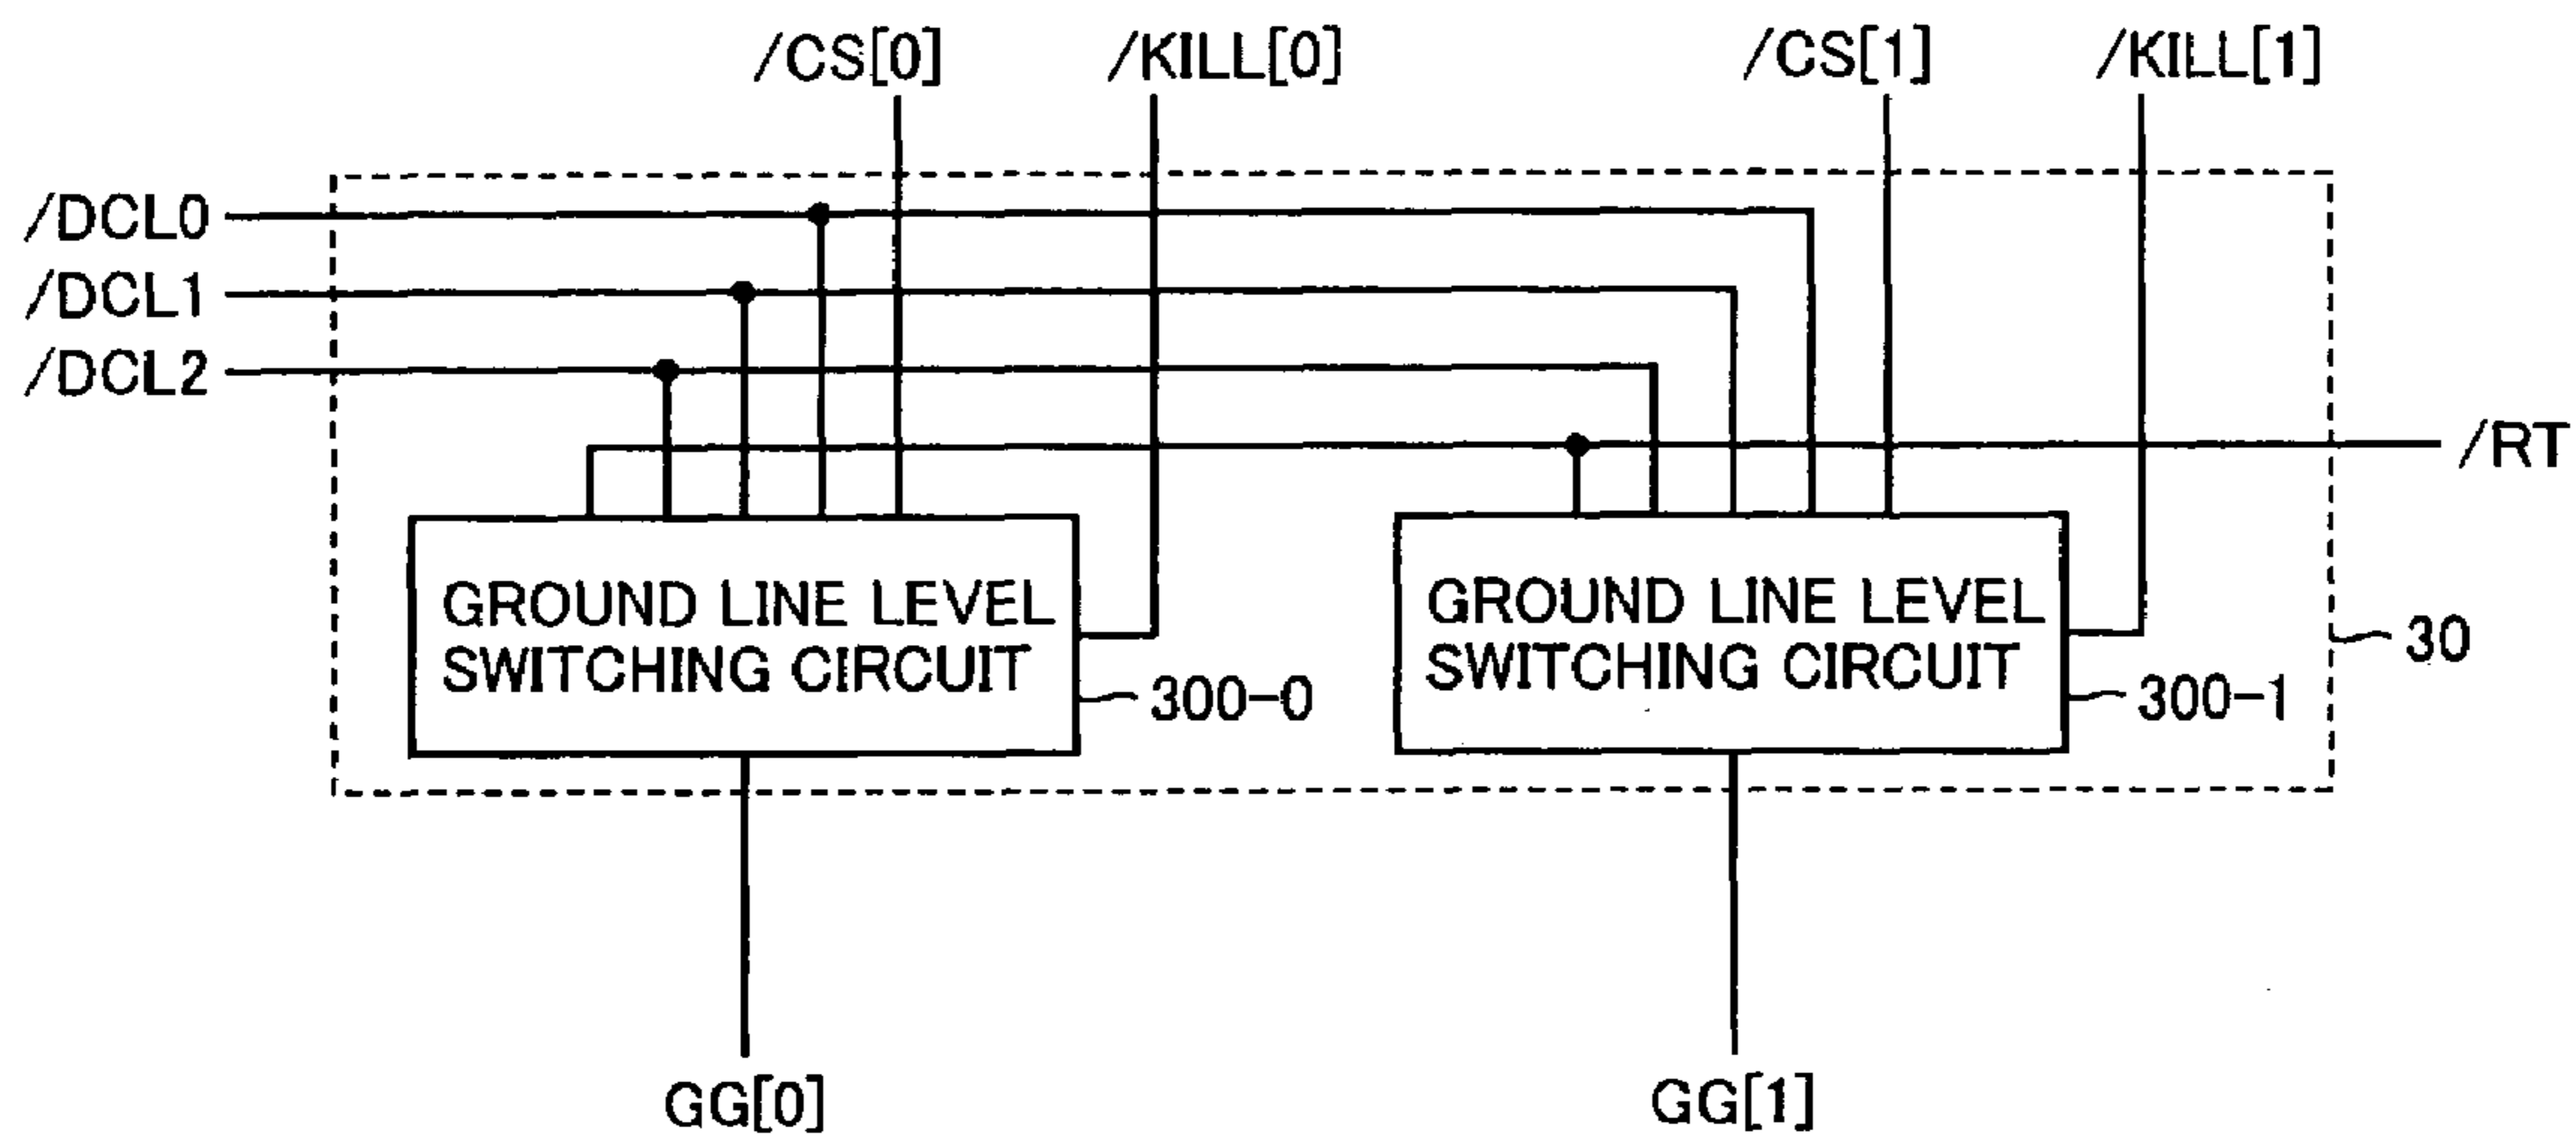 /CS[0]
/KILL[0]
/CS[1]
/KILL[1]
/DCL0
/DCL1
/DCL2
/RT
GROUND LINE LEVEL
SWITCHING CIRCUIT
300-0
GROUND LINE LEVEL
SWITCHING CIRCUIT
300-1
30
GG[0]
GG[1]